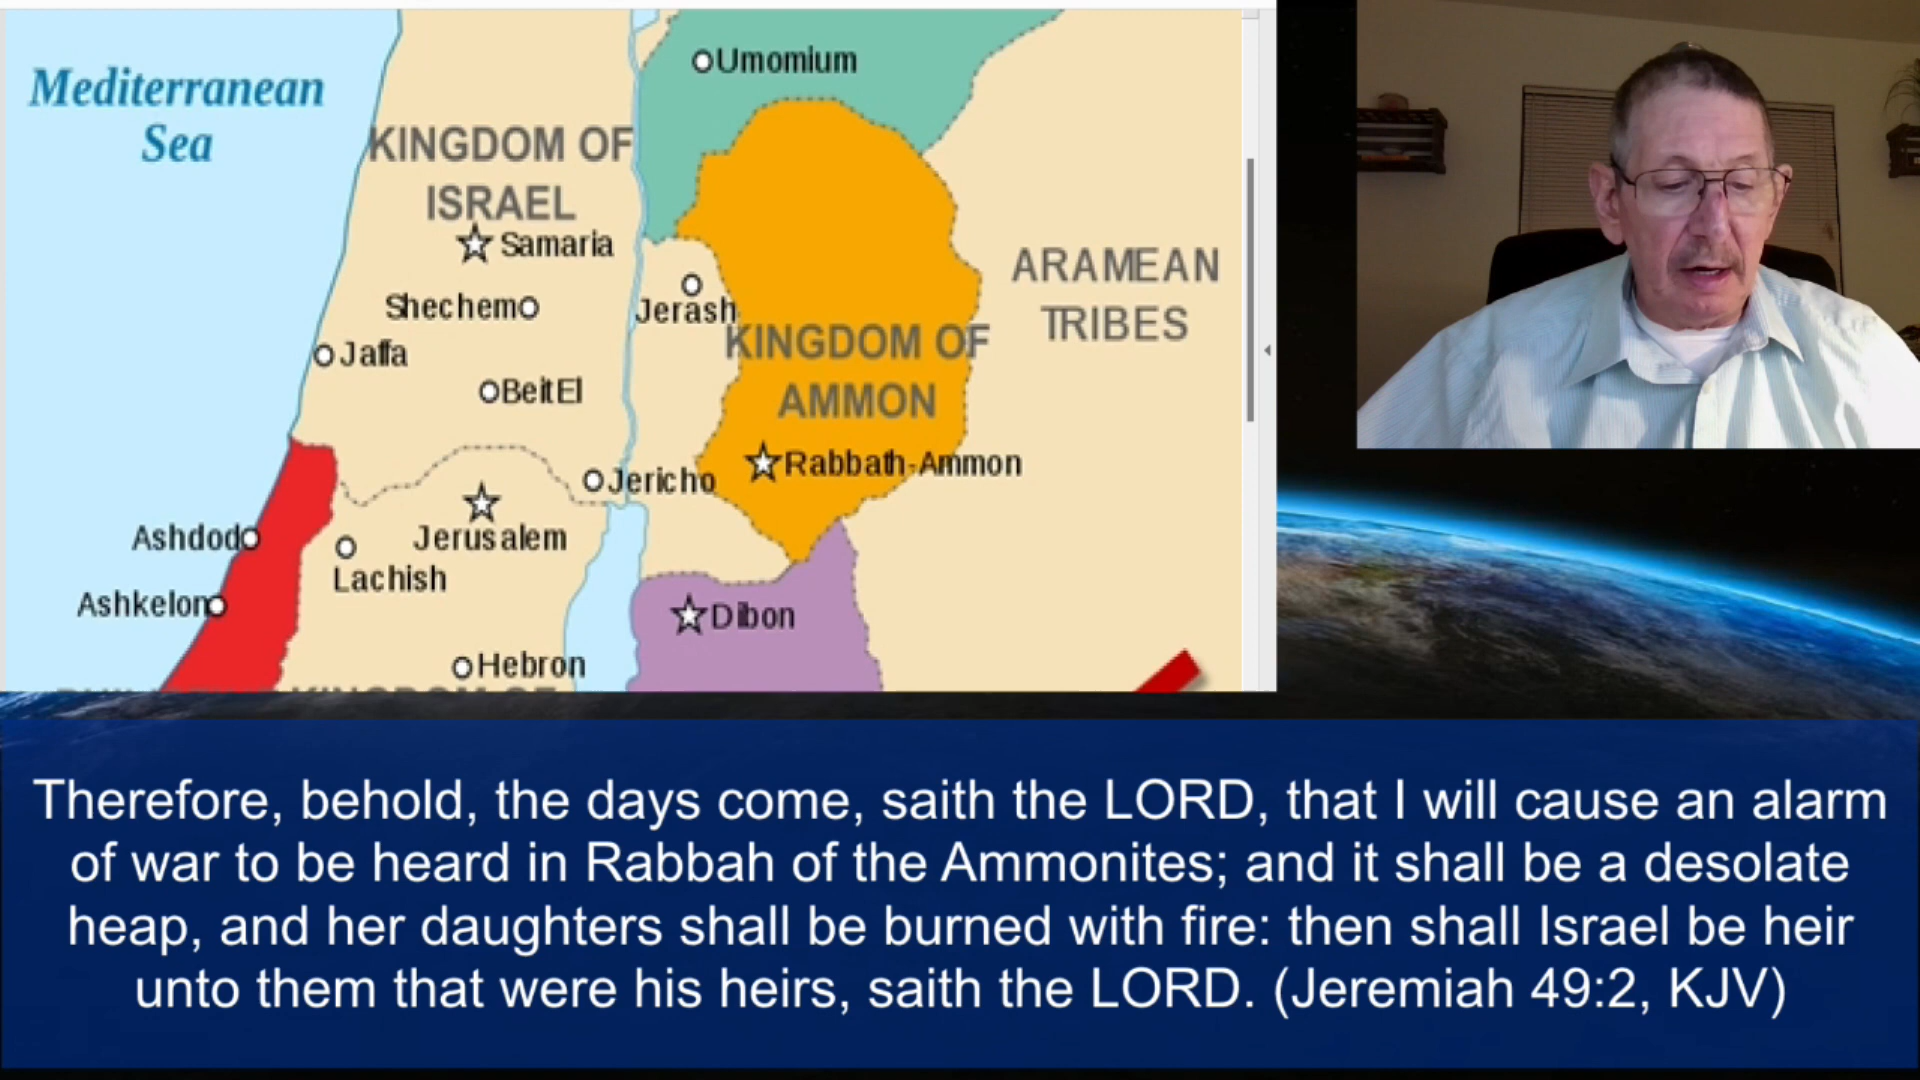 Umomium
Mediterranean
Sea
KINGDOM OF
ISRAEL
Samaria
ARAMEAN
TRIBES
Shechem
Jerash
Jaffa
KINGDOM OF
AMMON
BeitEl
Rabbath-Ammon
Jericho
Ashdod
Jerusalem
Lachish
Ashkelon
Dibon
Hebron
KINGDOM OF
Therefore, behold, the days come, saith the LORD, that I will cause an alarm
of war to be heard in Rabbah of the Ammonites; and it shall be a desolate
heap, and her daughters shall be burned with fire: then shall Israel be heir
unto them that were his heirs, saith the LORD. (Jeremiah 49:2, KJV)